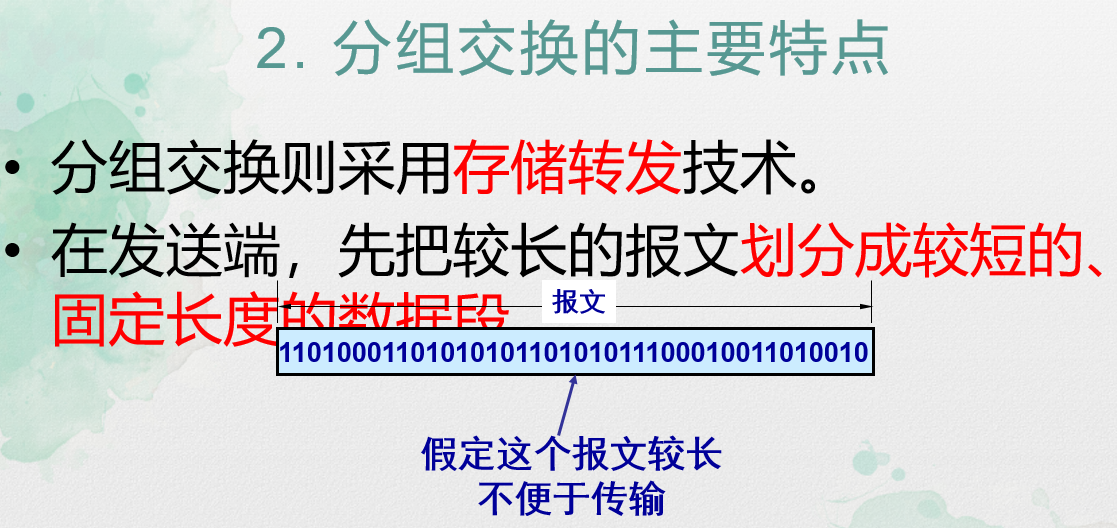 2. 分组交换的主要特点
• 分组交换则采用存储转发技术。
• 在发送端，先把较长的报文划分成较短的、
固定长度的数据段
报文
1101000110101010110101011100010011010010
假定这个报文较长
不便于传输